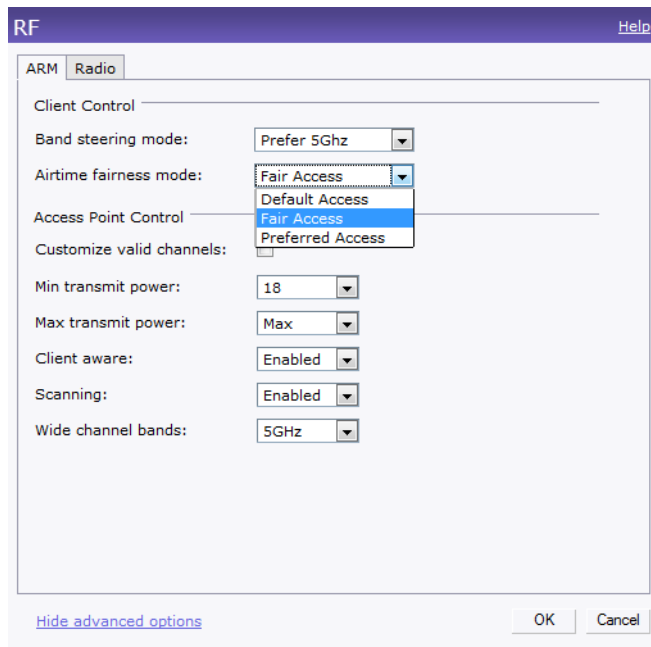 RF Help
ARM Radio
Client Control
Band steering mode: Prefer 5Ghz
Airtime fairness mode: Fair Access
Default Access
Access Point Control Fair Access
Customize valid channels: Preferred Access
Min transmit power: 18
Max transmit power: Max
Client aware: Enabled
Scanning: Enabled
Wide channel bands: 5GHz
Hide advanced options OK Cancel